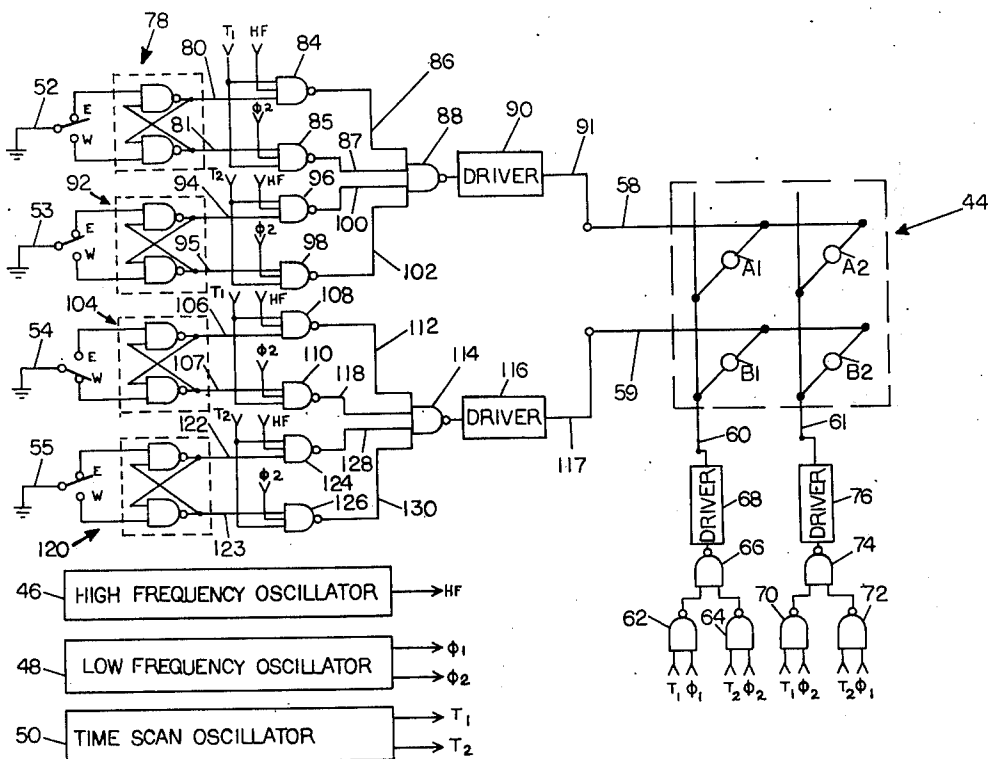 78
T1 HF 84
52 80 86
E φ2 90
W 81 85 88 91
87 DRIVER
92 T2 HF 96 58 44
94
53 E φ2 100 A1 A2
W 95 98
102
T1 HF 108
104 106 112
54 E φ2 114 116 B1 B2
W 107 110
118 DRIVER 59
T2 HF
122 117 60 61
55 E φ2 124 128
W 126 DRIVER 68 DRIVER 76
130
120 123 66 74
46 HIGH FREQUENCY OSCILLATOR HF
62 64 70 72
48 LOW FREQUENCY OSCILLATOR φ1
φ2
T1 φ1 T2 φ2 T1 φ2 T2 φ1
50 TIME SCAN OSCILLATOR T1
T2